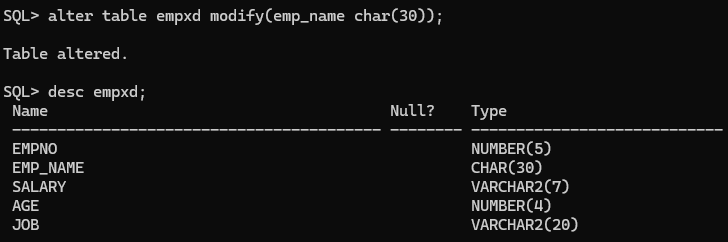 SQL> alter table empxd modify(emp_name char(30));
Table altered.
SQL> desc empxd;
Name Null? Type
----------------------------------------- -------- ----------------------------
EMPNO NUMBER(5)
EMP_NAME CHAR(30)
SALARY VARCHAR2(7)
AGE NUMBER(4)
JOB VARCHAR2(20)